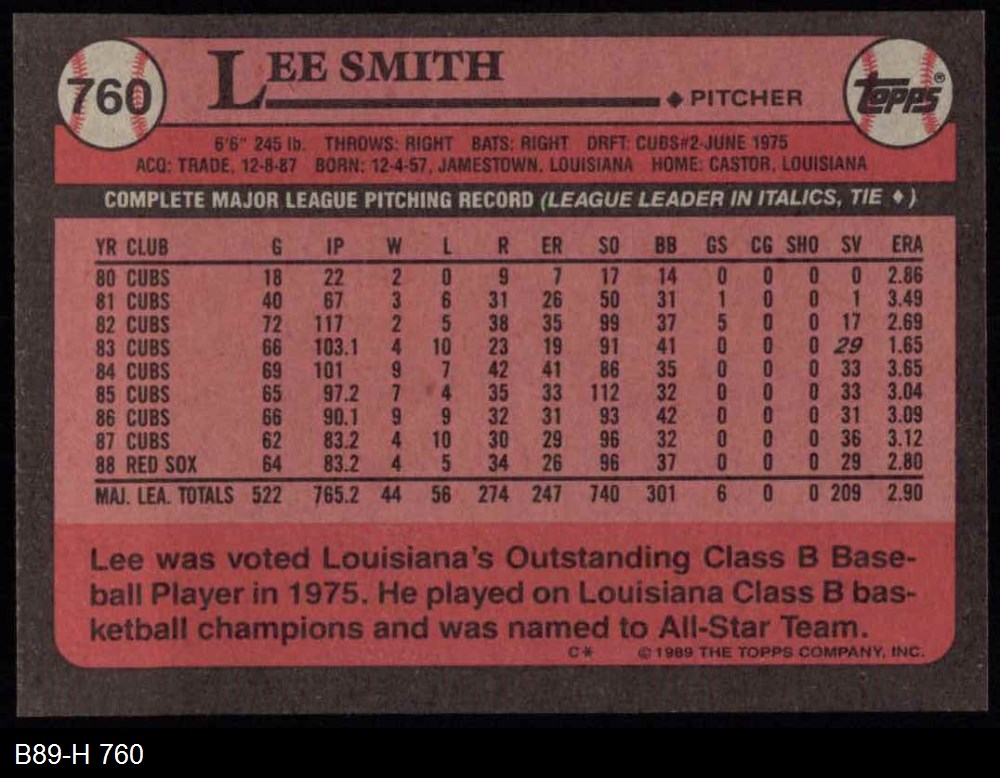 760
LEE SMITH
♦ PITCHER
TOPPS®
6'6" 245 lb. THROWS: RIGHT BATS: RIGHT DRFT: CUBS#2-JUNE 1975
ACQ: TRADE, 12-8-87 BORN: 12-4-57, JAMESTOWN, LOUISIANA HOME: CASTOR, LOUISIANA
COMPLETE MAJOR LEAGUE PITCHING RECORD (LEAGUE LEADER IN ITALICS, TIE ♦)
YR CLUB G IP W L R ER SO BB GS CG SHO SV ERA
80 CUBS 18 22 2 0 9 7 17 14 0 0 0 0 2.86
81 CUBS 40 67 3 6 31 26 50 31 1 0 0 1 3.49
82 CUBS 72 117 2 5 38 35 99 37 5 0 0 17 2.69
83 CUBS 66 103.1 4 10 23 19 91 41 0 0 0 29 1.65
84 CUBS 69 101 9 7 42 41 86 35 0 0 0 33 3.65
85 CUBS 65 97.2 7 4 35 33 112 32 0 0 0 33 3.04
86 CUBS 66 90.1 9 9 32 31 93 42 0 0 0 31 3.09
87 CUBS 62 83.2 4 10 30 29 96 32 0 0 0 36 3.12
88 RED SOX 64 83.2 4 5 34 26 96 37 0 0 0 29 2.80
MAJ. LEA. TOTALS 522 765.2 44 56 274 247 740 301 6 0 0 209 2.90
Lee was voted Louisiana's Outstanding Class B Base-
ball Player in 1975. He played on Louisiana Class B bas-
ketball champions and was named to All-Star Team.
C* © 1989 THE TOPPS COMPANY, INC.
B89-H 760